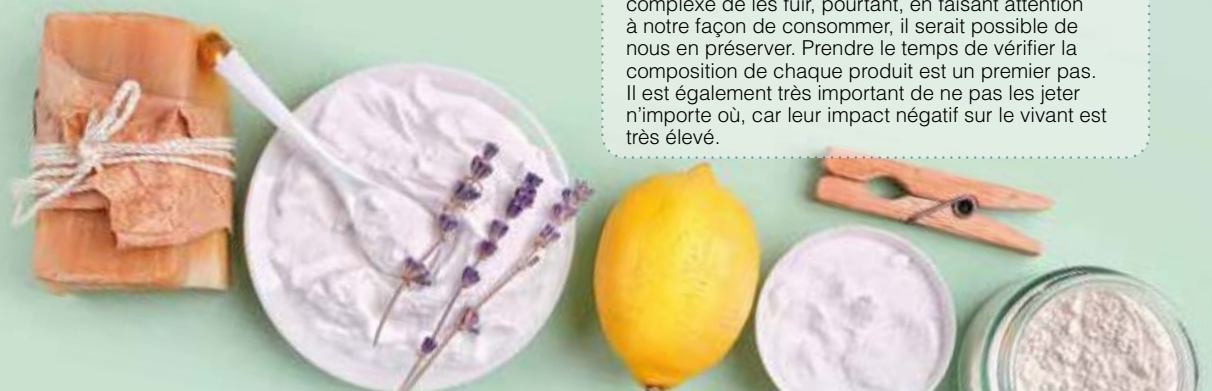 complexe de les fuir, pourtant, en faisant attention
à notre façon de consommer, il serait possible de
nous en préserver. Prendre le temps de vérifier la
composition de chaque produit est un premier pas.
Il est également très important de ne pas les jeter
n'importe où, car leur impact négatif sur le vivant est
très élevé.